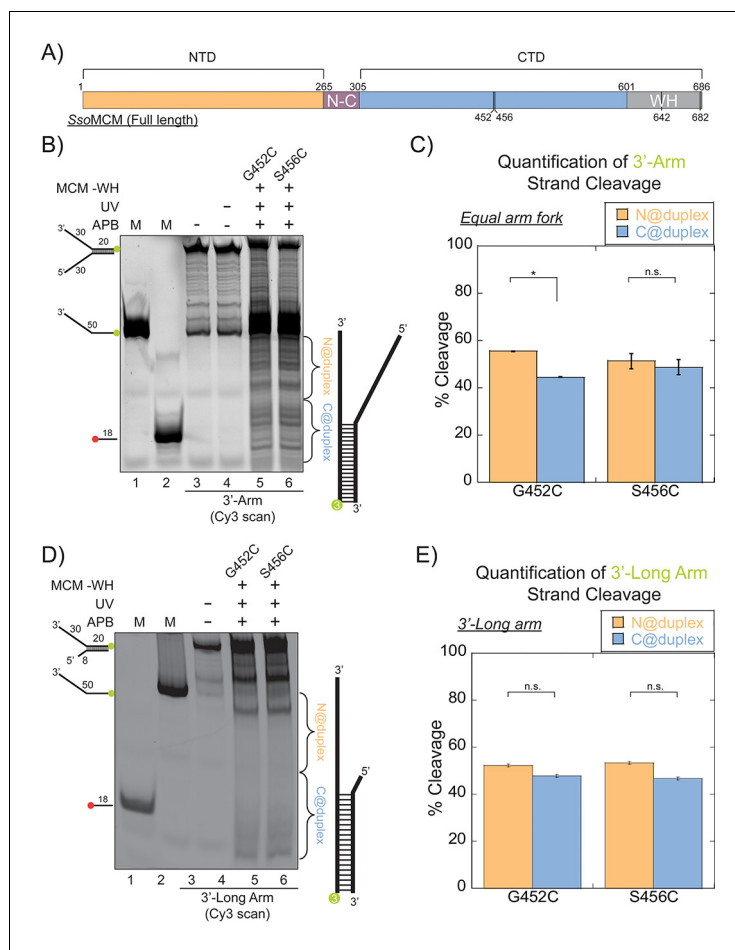 A)
NTD
CTD
1
265
305
601
686
N-C
WH
SsoMCM (Full length)
452
456
642
682
B)
G452C
S456C
MCM -WH
+
+
UV
-
+
+
APB
M
M
-
-
+
+
3'
30
20
5'
30
3'
50
18
N@duplex
C@duplex
1
2
3
4
5
6
3'-Arm
(Cy3 scan)
3'
5'
3
3'
C)
Quantification of 3'-Arm
Strand Cleavage
Equal arm fork
N@duplex
C@duplex
% Cleavage
100
80
60
40
20
0
*
n.s.
G452C
S456C
D)
G452C
S456C
MCM -WH
+
+
UV
-
+
+
APB
M
M
-
+
+
3'
30
20
5'
8
3'
50
18
N@duplex
C@duplex
1
2
3
4
5
6
3'-Long Arm
(Cy3 scan)
3'
5'
3
3'
E)
Quantification of 3'-Long Arm
Strand Cleavage
3'-Long arm
N@duplex
C@duplex
% Cleavage
100
80
60
40
20
0
n.s.
n.s.
G452C
S456C